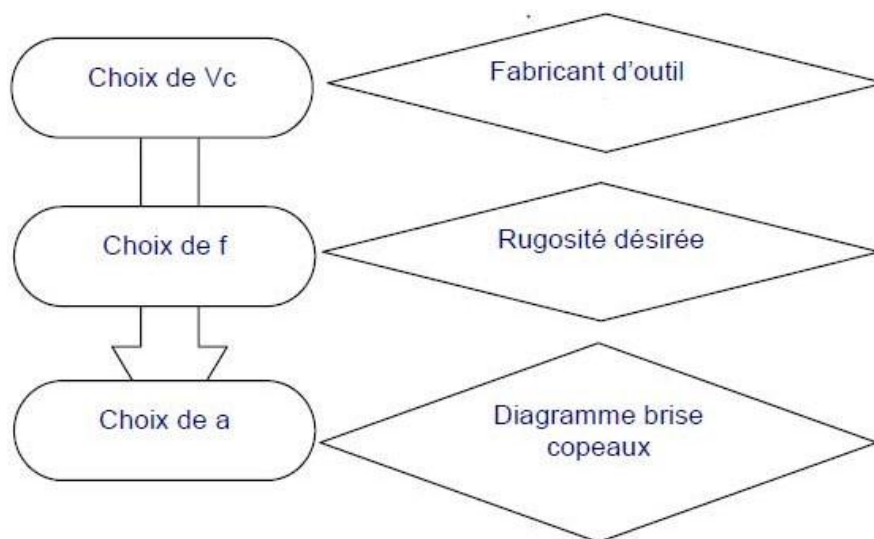 Choix de Vc
Fabricant d'outil
Choix de f
Rugosité désirée
Choix de a
Diagramme brise
copeaux